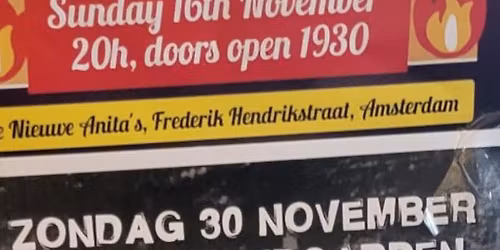 Sunday 16th November
20h, doors open 1930
Nieuwe Anita's, Frederik Hendrikstraat, Amsterdam
ZONDAG 30 NOVEMBER